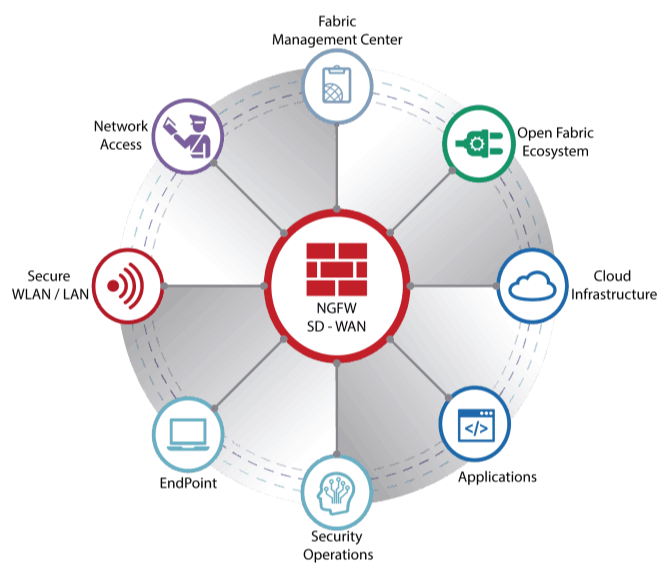 Fabric
Management Center
Network
Access
Open Fabric
Ecosystem
Secure
WLAN / LAN
NGFW
SD - WAN
Cloud
Infrastructure
</>
EndPoint
Applications
Security
Operations